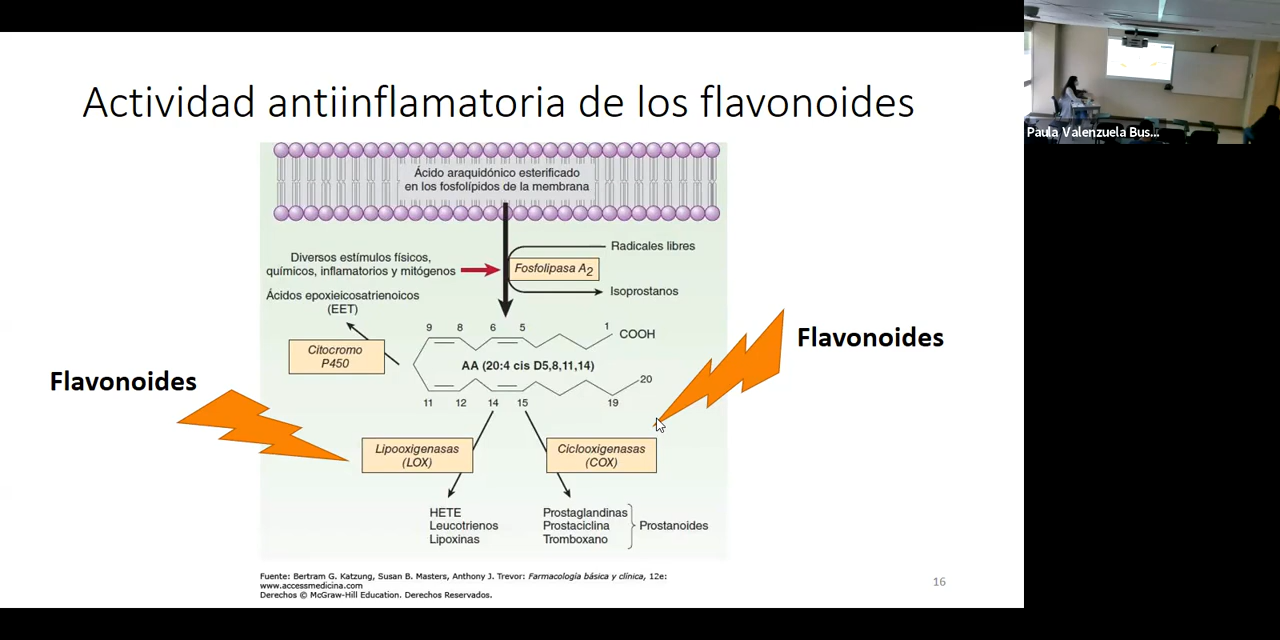 Actividad antiinflamatoria de los flavonoides
Paula Valenzuela Bus...
Ácido araquidónico esterificado
en los fosfolípidos de la membrana
Radicales libres
Diversos estímulos físicos,
químicos, inflamatorios y mitógenos
Fosfolipasa A2
Isoprostanos
Ácidos epoxieicosatrienoicos
(EET)
9 8 6 5 1
COOH
Citocromo
P450
AA (20:4 cis D5,8,11,14)
20
11 12 14 15 19
Flavonoides
Flavonoides
Lipooxigenasas
(LOX)
Ciclooxigenasas
(COX)
HETE
Leucotrienos
Lipoxinas
Prostaglandinas
Prostaciclina
Tromboxano
Prostanoides
Fuente: Bertram G. Katzung, Susan B. Masters, Anthony J. Trevor: Farmacología básica y clínica, 12e:
www.accessmedicina.com
Derechos © McGraw-Hill Education. Derechos Reservados.
16